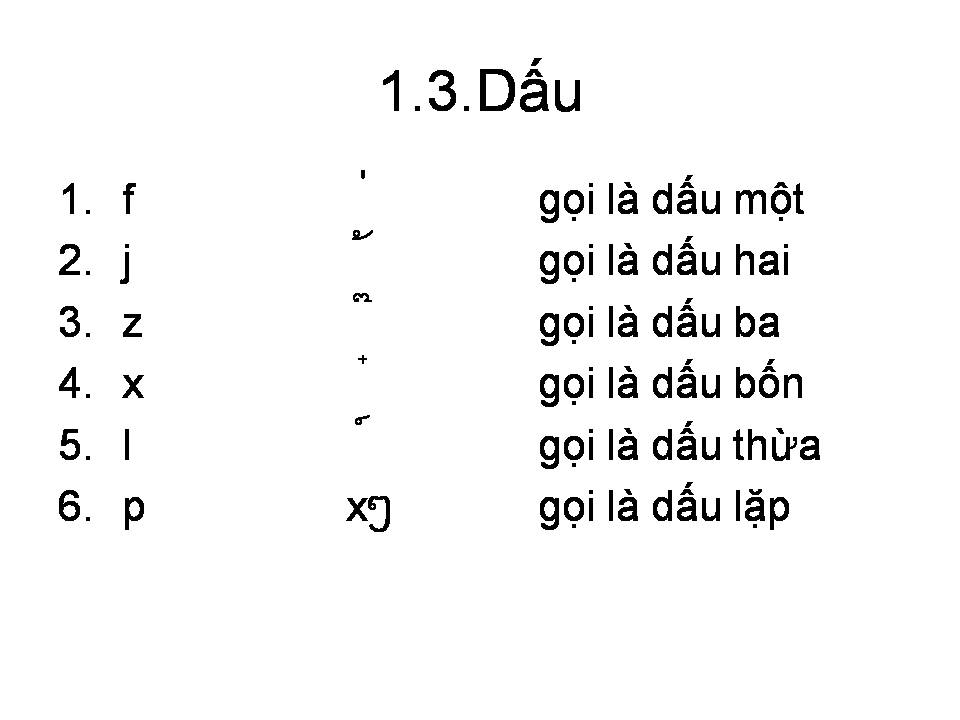 1.3.Dấu
1. f ່ gọi là dấu một
2. j ້ gọi là dấu hai
3. z ໊ gọi là dấu ba
4. x ໋ gọi là dấu bốn
5. l ໌ gọi là dấu thừa
6. p xໆ gọi là dấu lặp